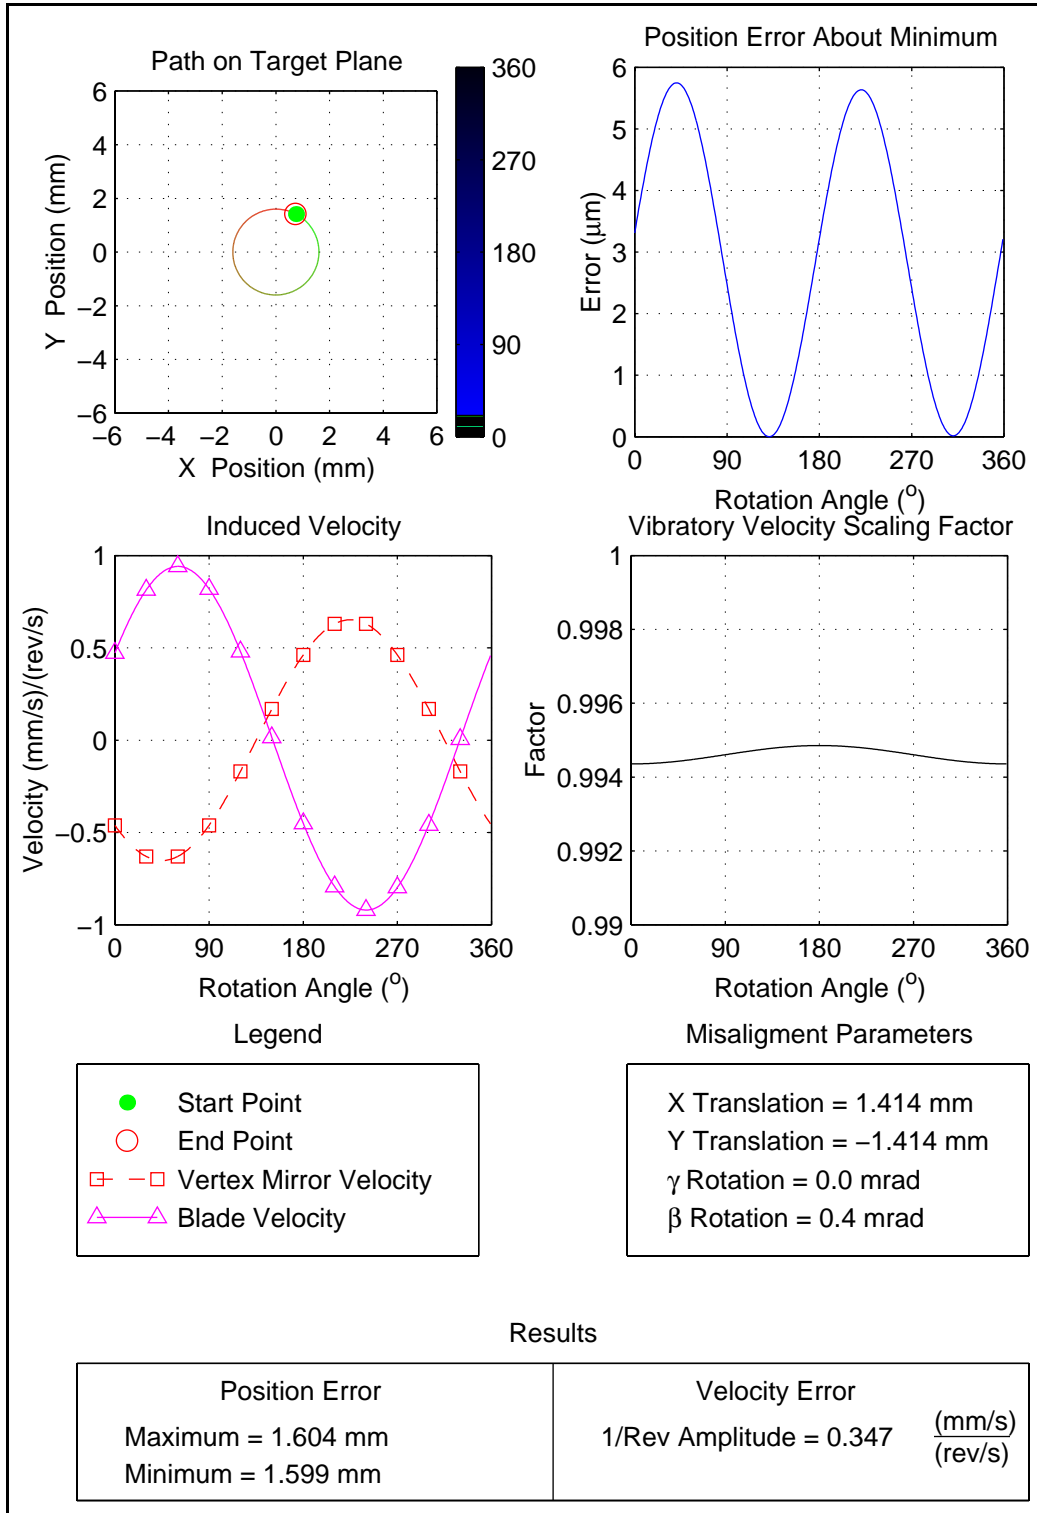 Path on Target Plane
6
4
2
0
−2
−4
−6
−6 −4 −2 0 2 4 6
Y Position (mm)
X Position (mm)
360
270
180
90
0
Position Error About Minimum
6
5
4
3
2
1
0
0 90 180 270 360
Error (μm)
Rotation Angle (o)
Induced Velocity
1
0.5
0
−0.5
−1
0 90 180 270 360
Velocity (mm/s)/(rev/s)
Rotation Angle (o)
Vibratory Velocity Scaling Factor
1
0.998
0.996
0.994
0.992
0.99
0 90 180 270 360
Factor
Rotation Angle (o)
Legend
Start Point
End Point
Vertex Mirror Velocity
Blade Velocity
Misaligment Parameters
X Translation = 1.414 mm
Y Translation = −1.414 mm
γ Rotation = 0.0 mrad
β Rotation = 0.4 mrad
Results
Position Error
Maximum = 1.604 mm
Minimum = 1.599 mm
Velocity Error
1/Rev Amplitude = 0.347 (mm/s)
(rev/s)